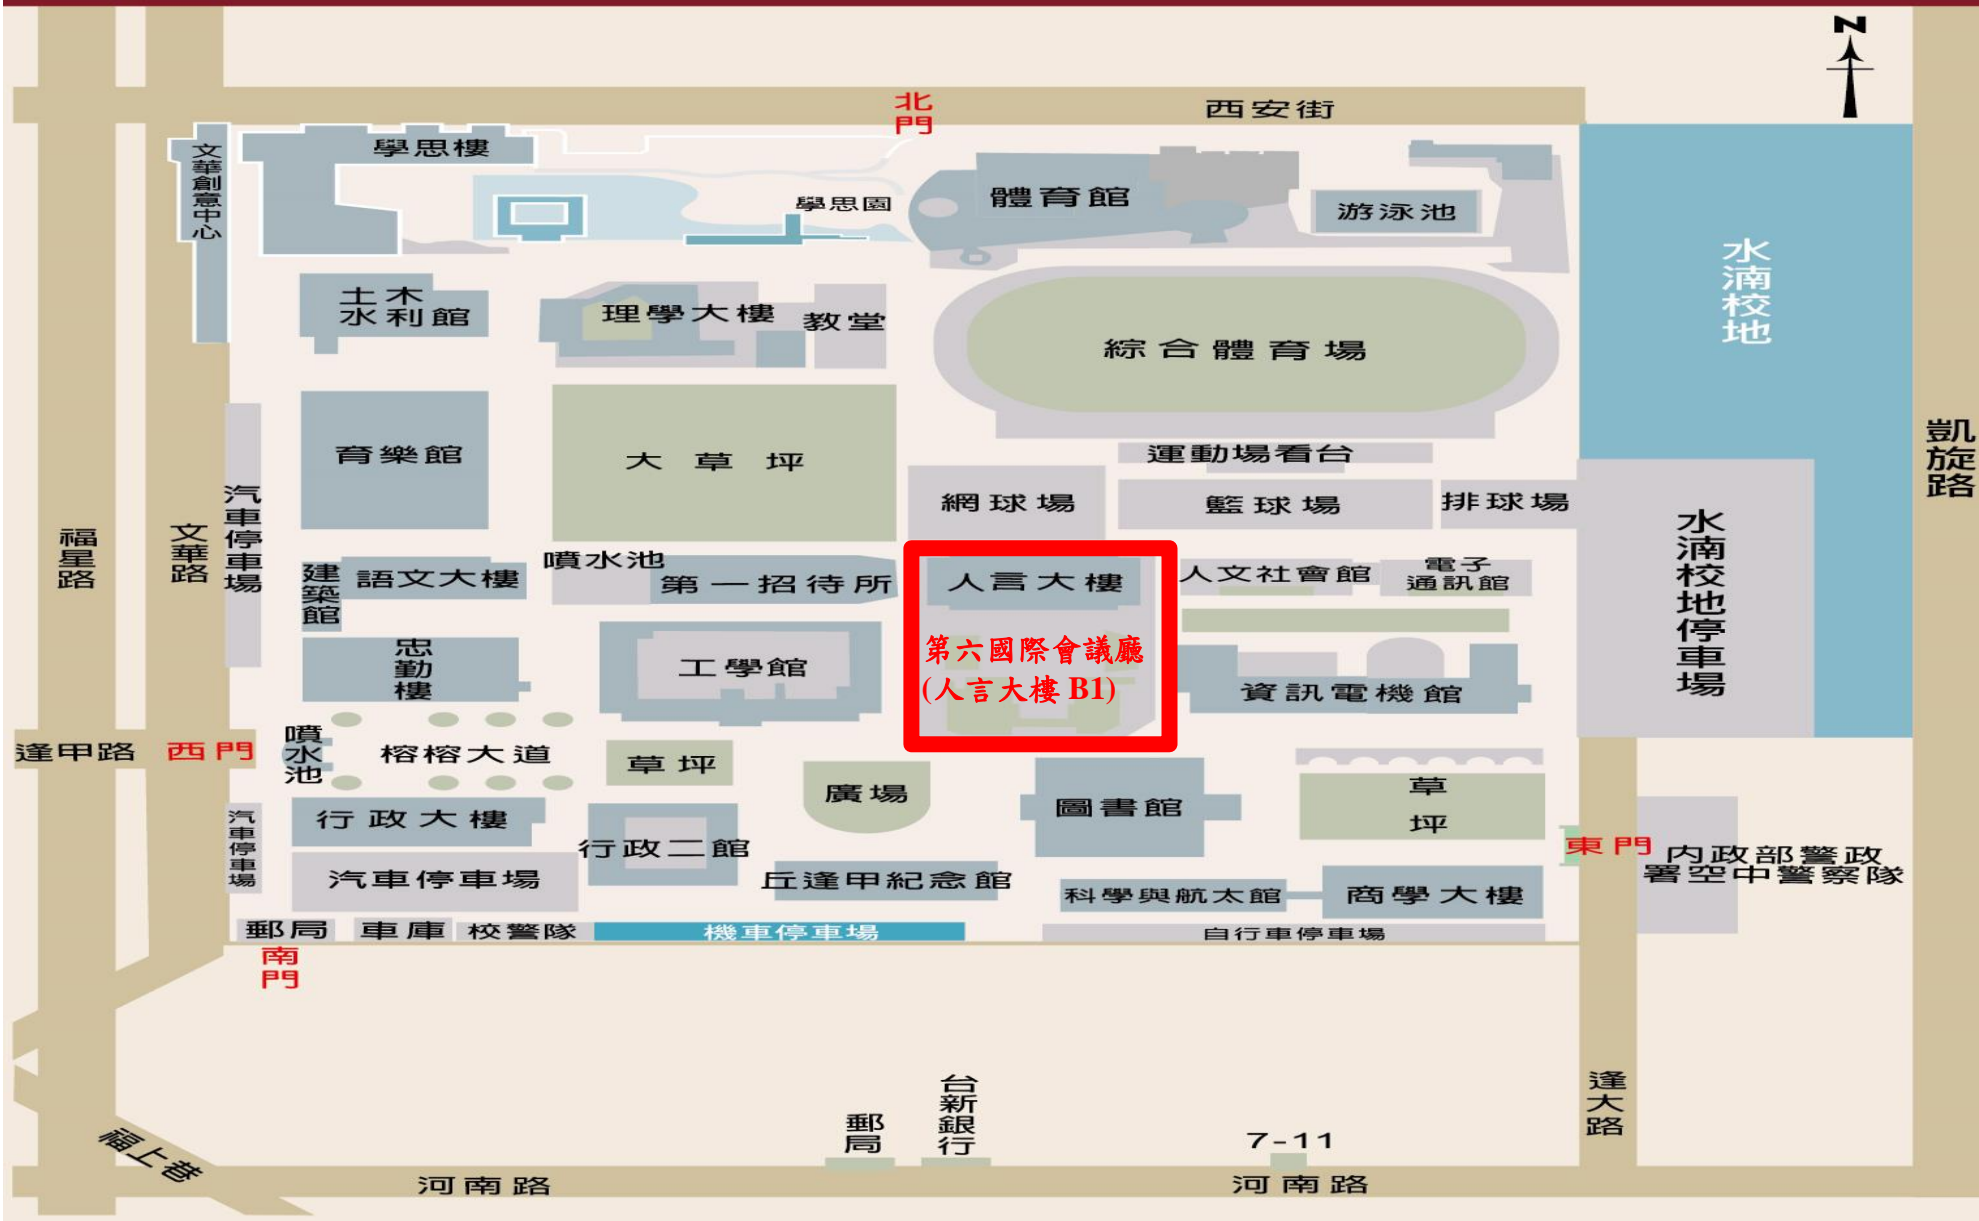 N
北
門
西安街
文華創意中心
學思樓
學思園
體育館
游泳池
水湳校地
土木
水利館
理學大樓
教堂
綜合體育場
凱旋路
育樂館
大草坪
運動場看台
網球場
籃球場
排球場
汽車停車場
福星路
文華路
水湳校地停車場
建築館
語文大樓
噴水池
第一招待所
人言大樓
人文社會館
電子
通訊館
忠勤樓
工學館
第六國際會議廳
(人言大樓 B1)
資訊電機館
逢甲路
西門
噴水池
榕榕大道
草坪
廣場
圖書館
草
坪
汽車停車場
行政大樓
行政二館
東門
內政部警政
署空中警察隊
汽車停車場
丘逢甲紀念館
科學與航太館
商學大樓
郵局
車庫
校警隊
機車停車場
自行車停車場
南
門
郵局
台新銀行
7-11
逢大路
福上巷
河南路
河南路